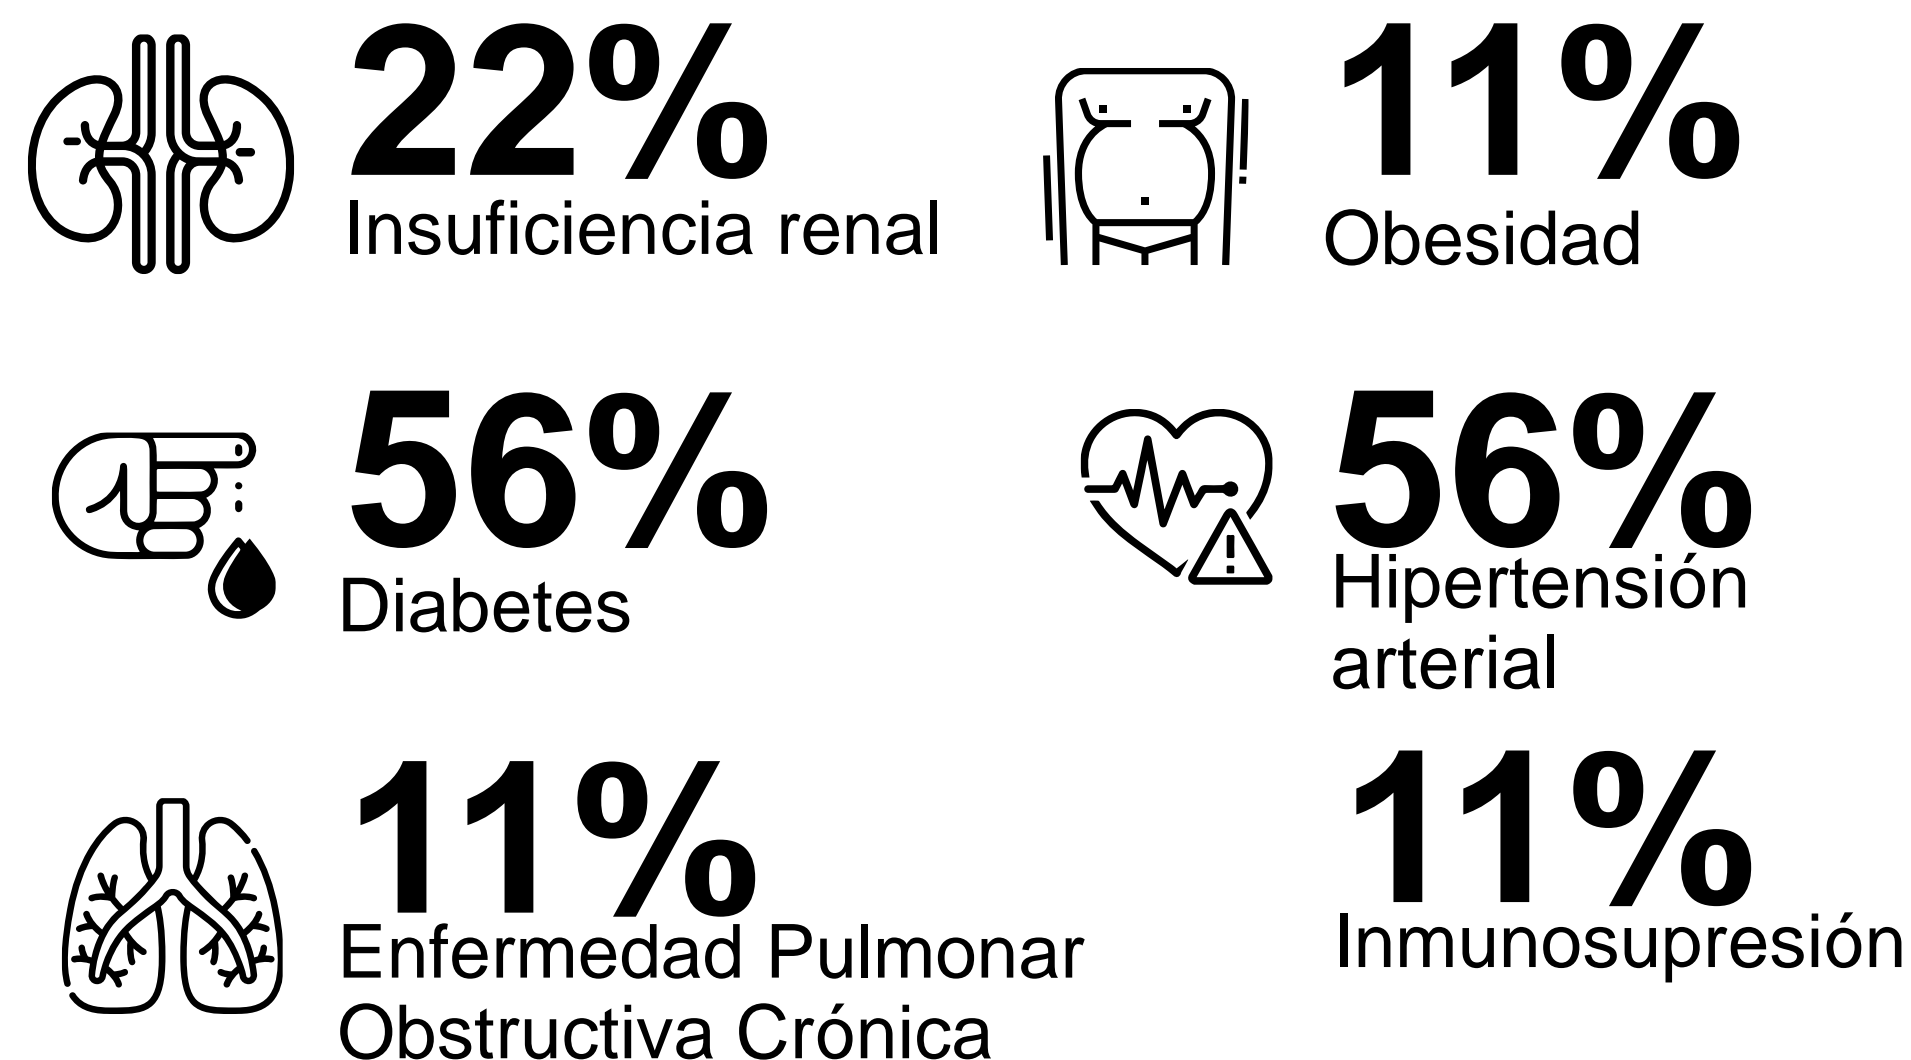 22%
Insuficiencia renal
11%
Obesidad
56%
Diabetes
56%
Hipertensión
arterial
11%
Enfermedad Pulmonar
Obstructiva Crónica
11%
Inmunosupresión